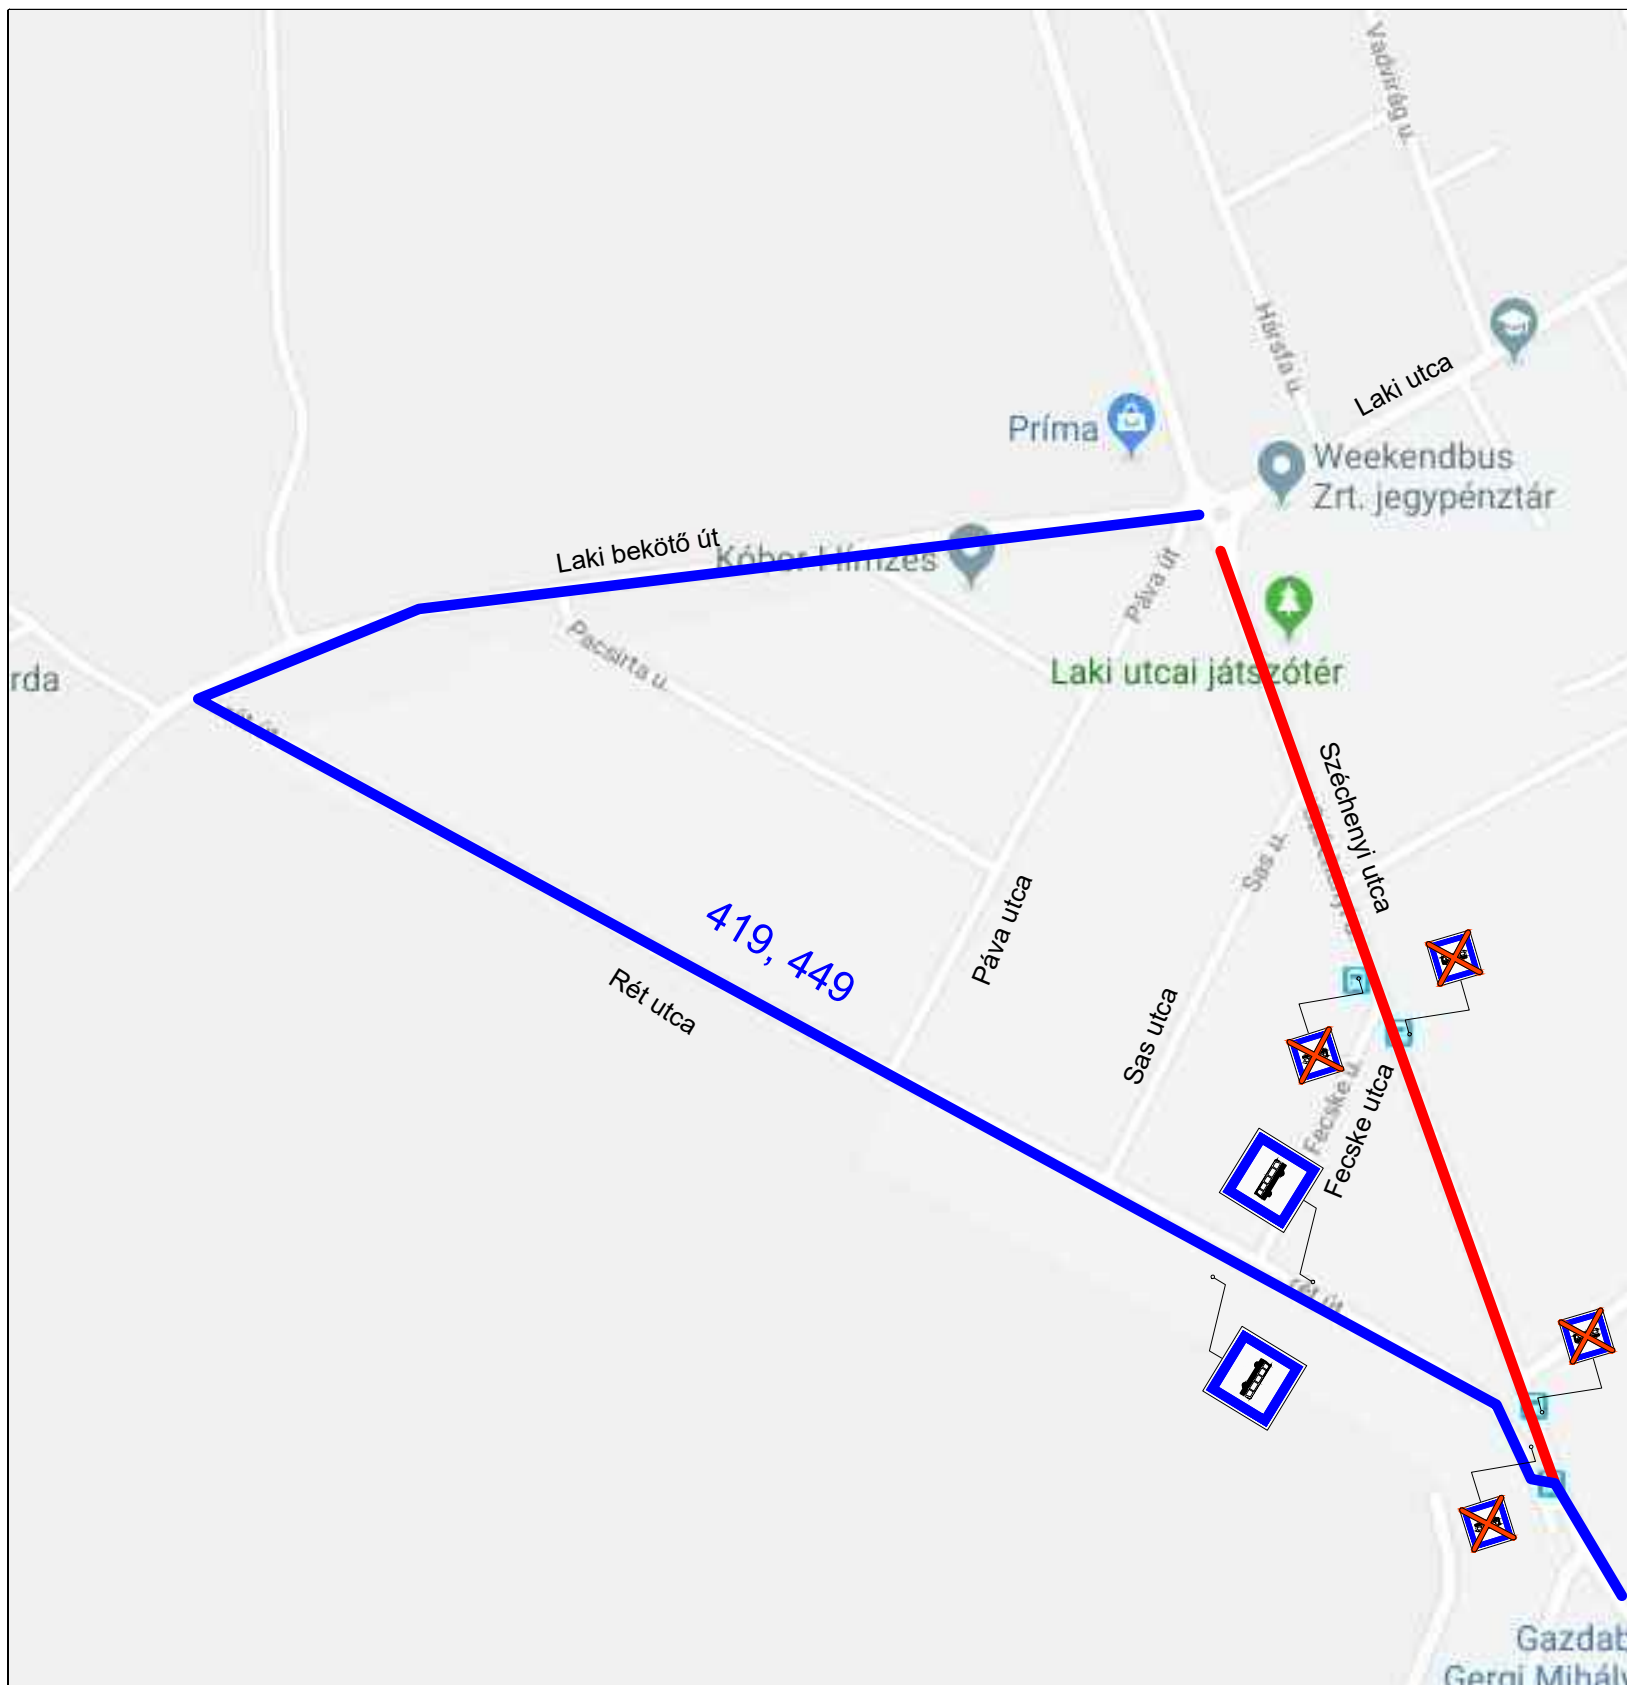 Vadvirág u.
Hársfa u.
Laki utca
Príma
Weekendbus
Zrt. jegypénztár
Laki bekötő út
Kóbor Hímzés
Páva út
Pacsirta u.
Laki utcai játszótér
rda
Széchenyi utca
Sas u.
419, 449
Páva utca
Rét utca
Sas utca
Fecske u.
Fecske utca
rét út
Gazdab
Gergi Mihály